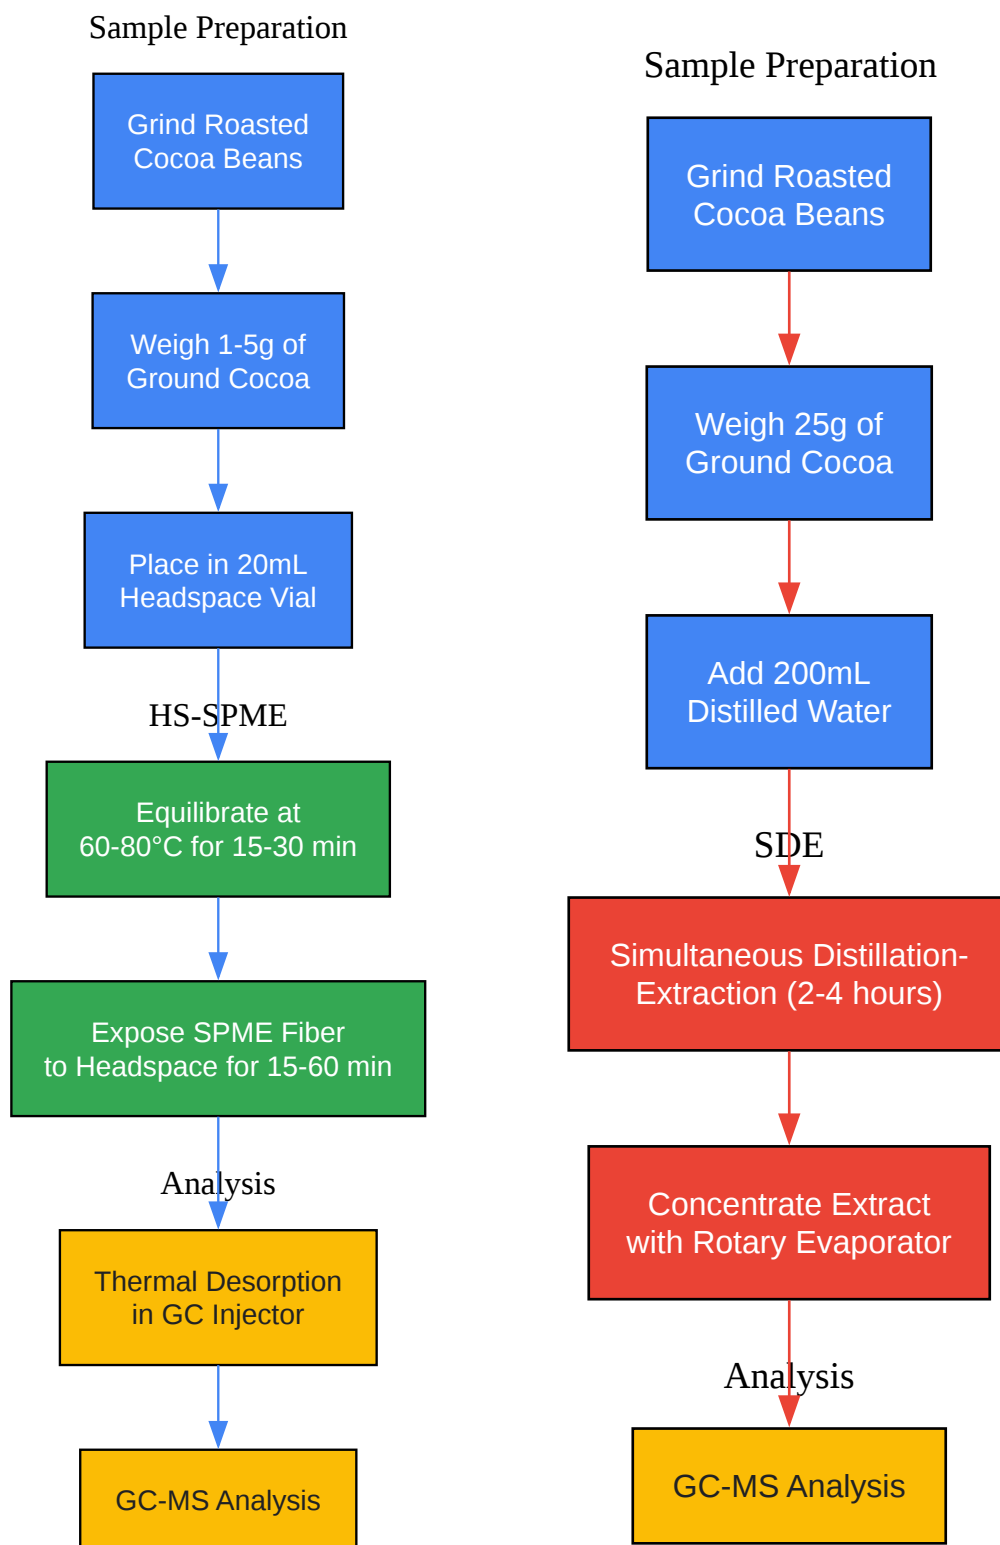 Sample Preparation
Grind Roasted
Cocoa Beans
Weigh 1-5g of
Ground Cocoa
Place in 20mL
Headspace Vial
HS-SPME
Equilibrate at
60-80°C for 15-30 min
Expose SPME Fiber
to Headspace for 15-60 min
Analysis
Thermal Desorption
in GC Injector
GC-MS Analysis
Sample Preparation
Grind Roasted
Cocoa Beans
Weigh 25g of
Ground Cocoa
Add 200mL
Distilled Water
SDE
Simultaneous Distillation-
Extraction (2-4 hours)
Concentrate Extract
with Rotary Evaporator
Analysis
GC-MS Analysis